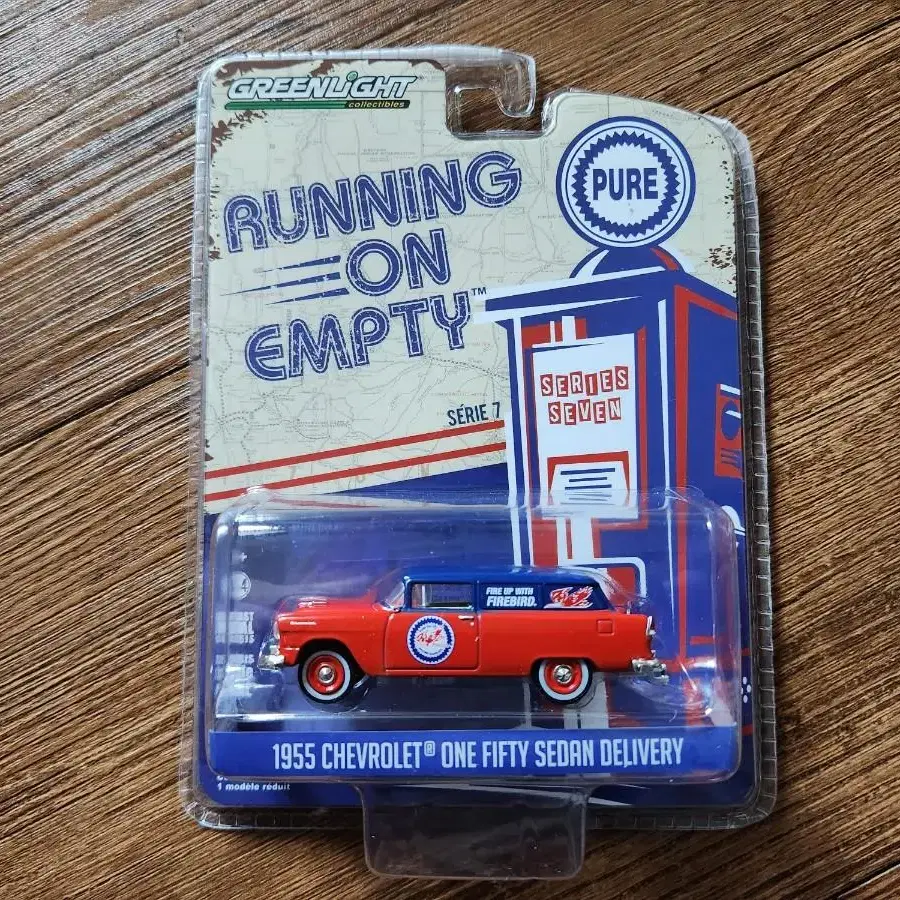 GREENLIGHT
collectibles
PURE
RUNNING
ON
EMPTY™
SERIES
SEVEN
SÉRIE 7
FIRE UP WITH
FIREBIRD.
1955 CHEVROLET® ONE FIFTY SEDAN DELIVERY
1 modèle réduit